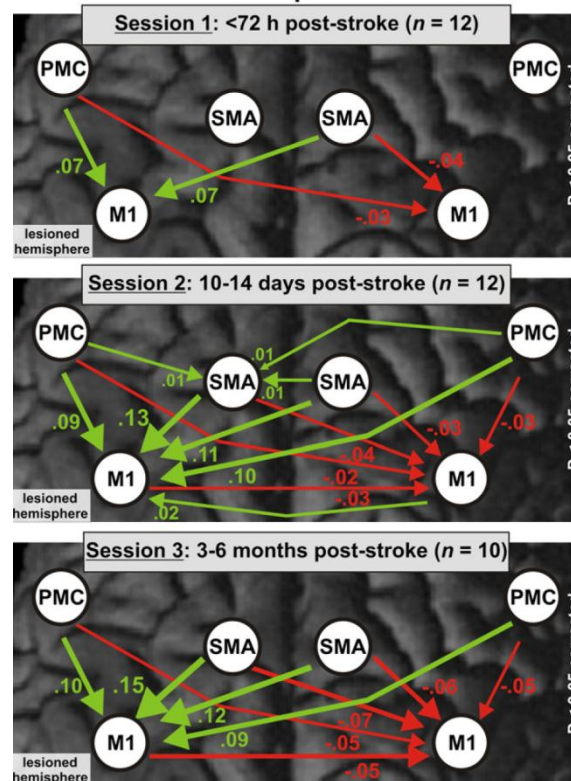 Session 1: <72 h post-stroke (n = 12)
PMC
PMC
SMA
SMA
.07
.07
-.04
-.03
M1
M1
lesioned
hemisphere
Session 2: 10-14 days post-stroke (n = 12)
PMC
PMC
.01
.01
SMA
.01
SMA
.09
.13
.11
.10
-.04
-.03
-.03
-.02
-.03
.02
M1
M1
lesioned
hemisphere
Session 3: 3-6 months post-stroke (n = 10)
PMC
PMC
SMA
SMA
.10
.15
.12
.09
-.06
-.05
-.07
-.05
-.05
M1
M1
lesioned
hemisphere